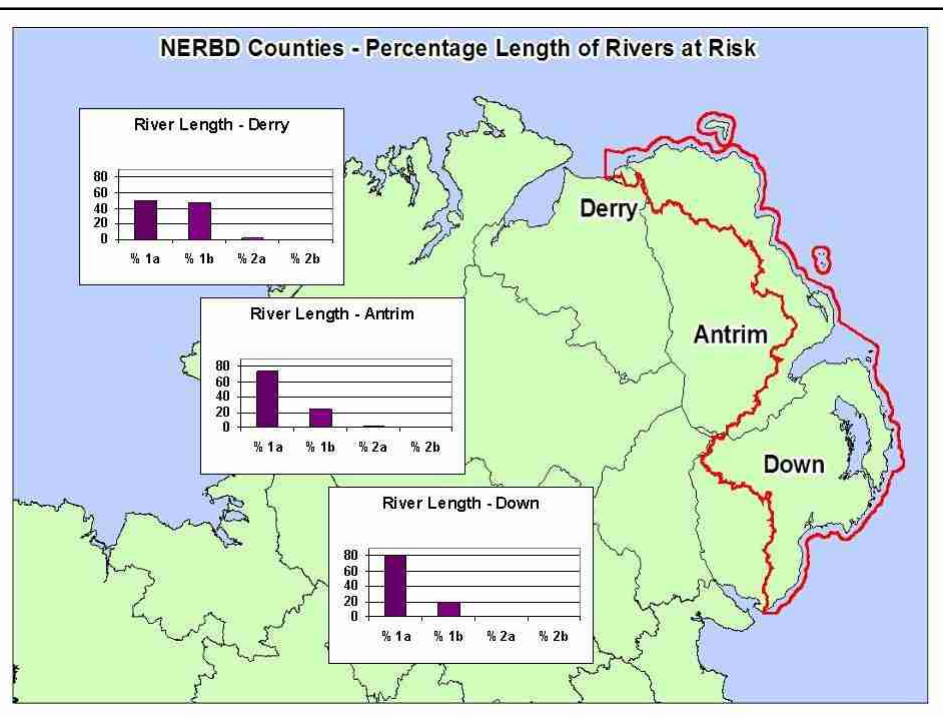 NERBD Counties - Percentage Length of Rivers at Risk
River Length - Derry
80
60
40
20
0
% 1a % 1b % 2a % 2b
River Length - Antrim
80
60
40
20
0
% 1a % 1b % 2a % 2b
River Length - Down
80
60
40
20
0
% 1a % 1b % 2a % 2b
Derry
Antrim
Down